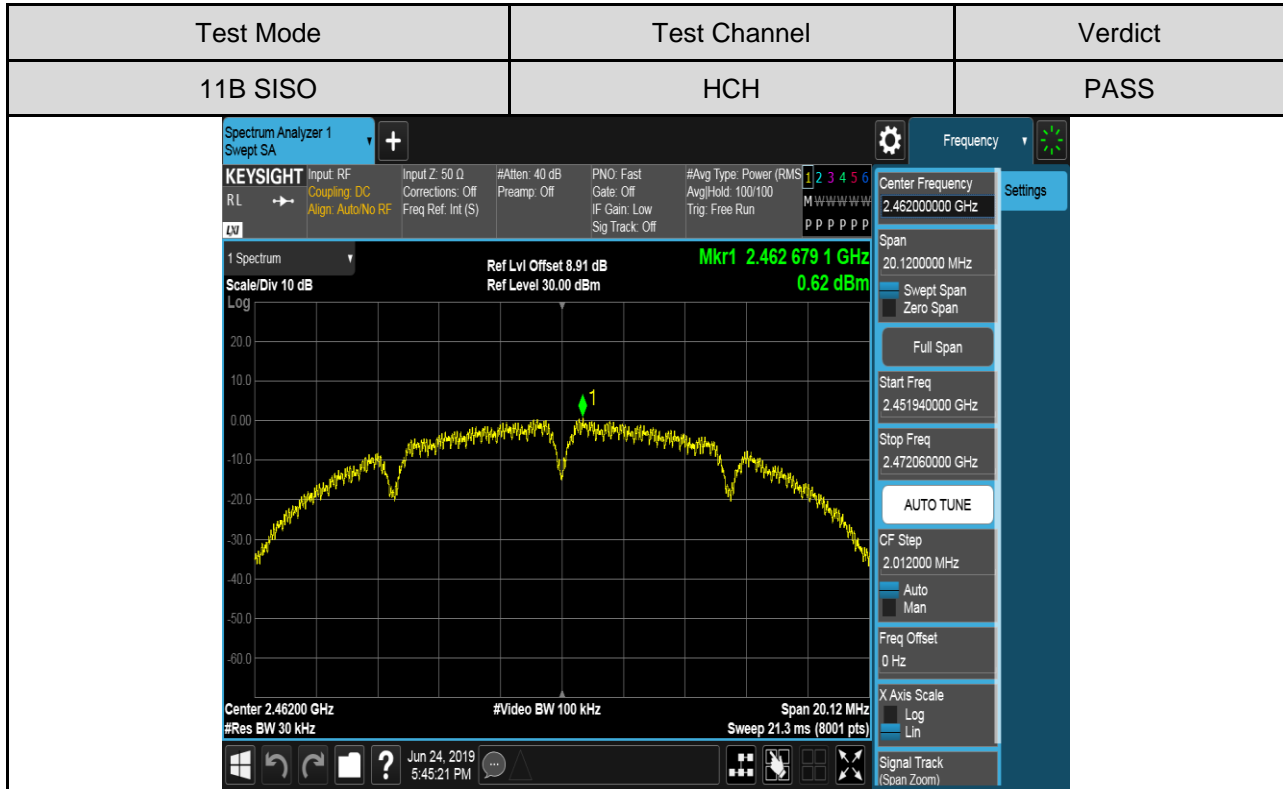 Test Mode Test Channel Verdict
11B SISO HCH PASS
Spectrum Analyzer 1
Swept SA
+
Frequency
KEYSIGHT Input: RF Input Z: 50 Ω #Atten: 40 dB PNO: Fast #Avg Type: Power (RMS 1 2 3 4 5 6
RL Coupling: DC Corrections: Off Preamp: Off Gate: Off Avg|Hold: 100/100 M W W W W W
Align: Auto/No RF Freq Ref: Int (S) IF Gain: Low Trig: Free Run
LXI Sig Track: Off P P P P P P
1 Spectrum
Scale/Div 10 dB
Ref Lvl Offset 8.91 dB
Ref Level 30.00 dBm
Mkr1 2.462 679 1 GHz
0.62 dBm
Log
20.0
10.0
0.00
-10.0
-20.0
-30.0
-40.0
-50.0
-60.0
1
Center 2.46200 GHz #Video BW 100 kHz Span 20.12 MHz
#Res BW 30 kHz Sweep 21.3 ms (8001 pts)
? Jun 24, 2019
5:45:21 PM
Center Frequency
2.462000000 GHz
Settings
Span
20.1200000 MHz
Swept Span
Zero Span
Full Span
Start Freq
2.451940000 GHz
Stop Freq
2.472060000 GHz
AUTO TUNE
CF Step
2.012000 MHz
Auto
Man
Freq Offset
0 Hz
X Axis Scale
Log
Lin
Signal Track
(Span Zoom)